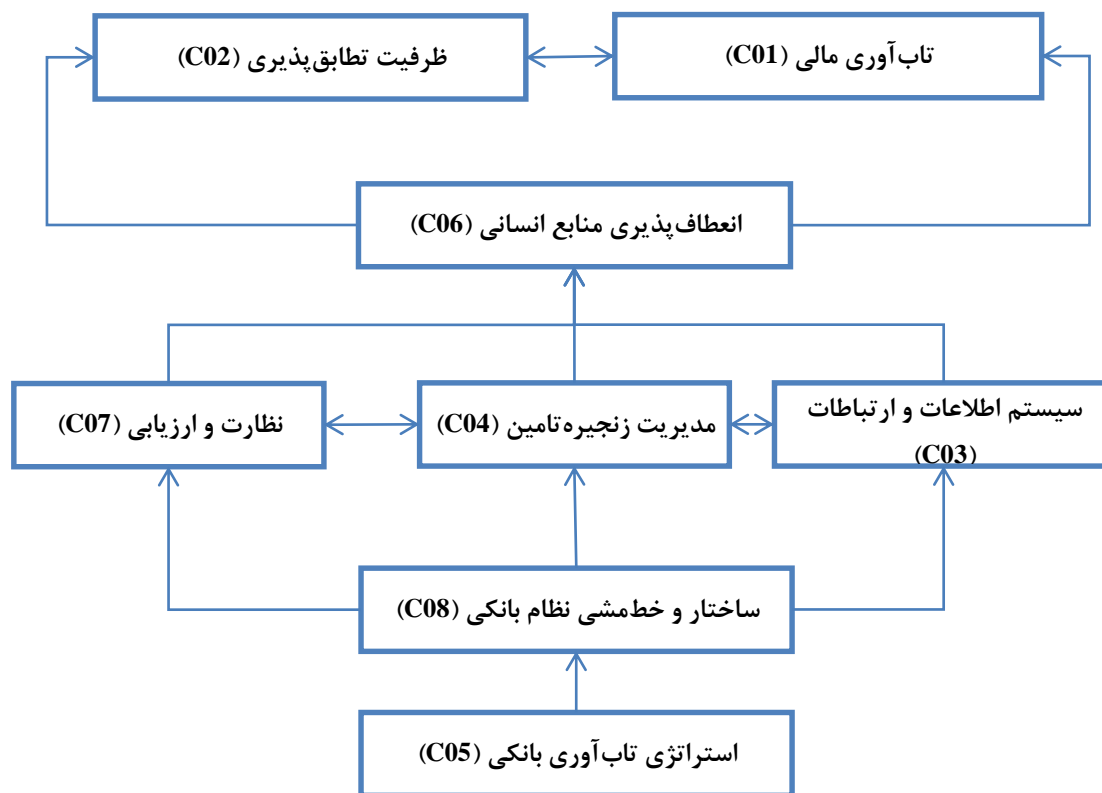 تاب‌آوری مالی (C01)
ظرفیت تطابق‌پذیری (C02)
انعطاف‌پذیری منابع انسانی (C06)
سیستم اطلاعات و ارتباطات
(C03)
مدیریت زنجیره‌تامین (C04)
نظارت و ارزیابی (C07)
ساختار و خط‌مشی نظام بانکی (C08)
استراتژی تاب‌آوری بانکی (C05)